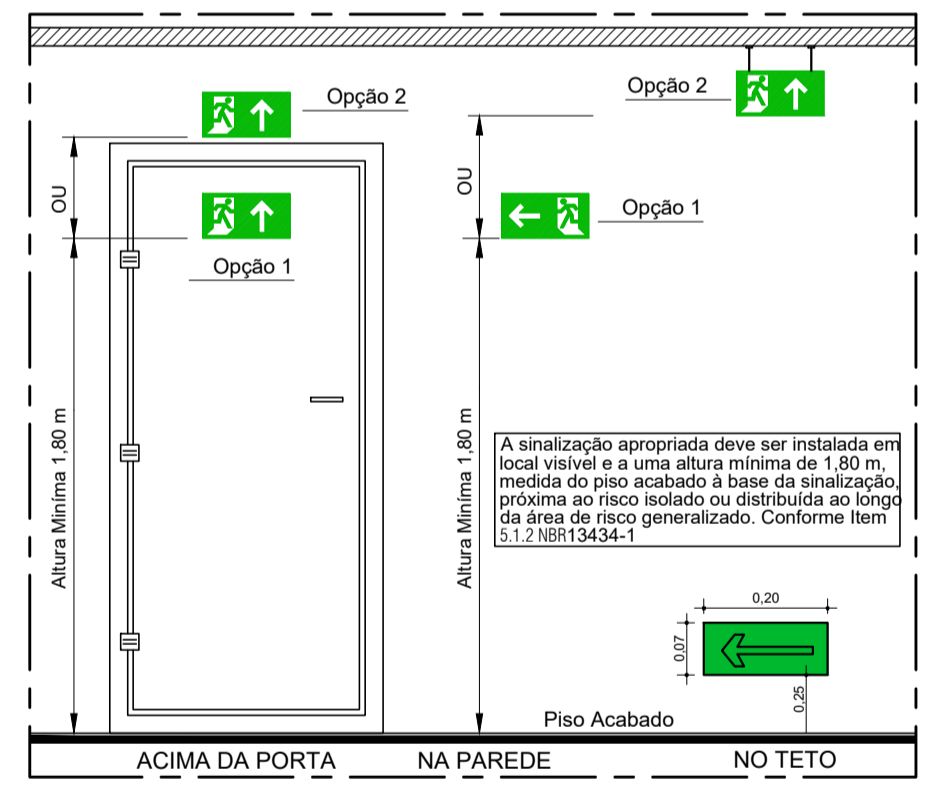 Opção 2
Opção 2
OU
OU
Opção 1
Opção 1
Altura Miníma 1,80 m
Altura Miníma 1,80 m
A sinalização apropriada deve ser instalada em
local visível e a uma altura mínima de 1,80 m,
medida do piso acabado à base da sinalização,
próxima ao risco isolado ou distribuída ao longo
da área de risco generalizado. Conforme Item
5.1.2 NBR13434-1
0,20
0,07
0,25
Piso Acabado
ACIMA DA PORTA
NA PAREDE
NO TETO